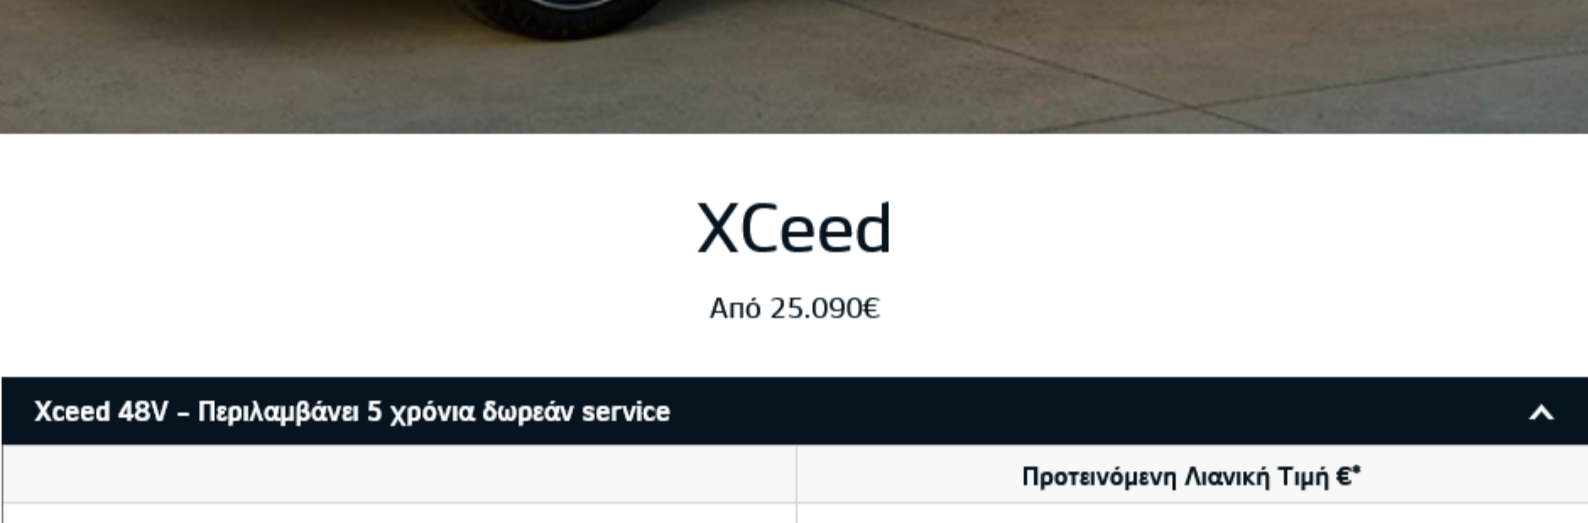 XCeed
Από 25.090€
Xceed 48V – Περιλαμβάνει 5 χρόνια δωρεάν service
Προτεινόμενη Λιανική Τιμή €*